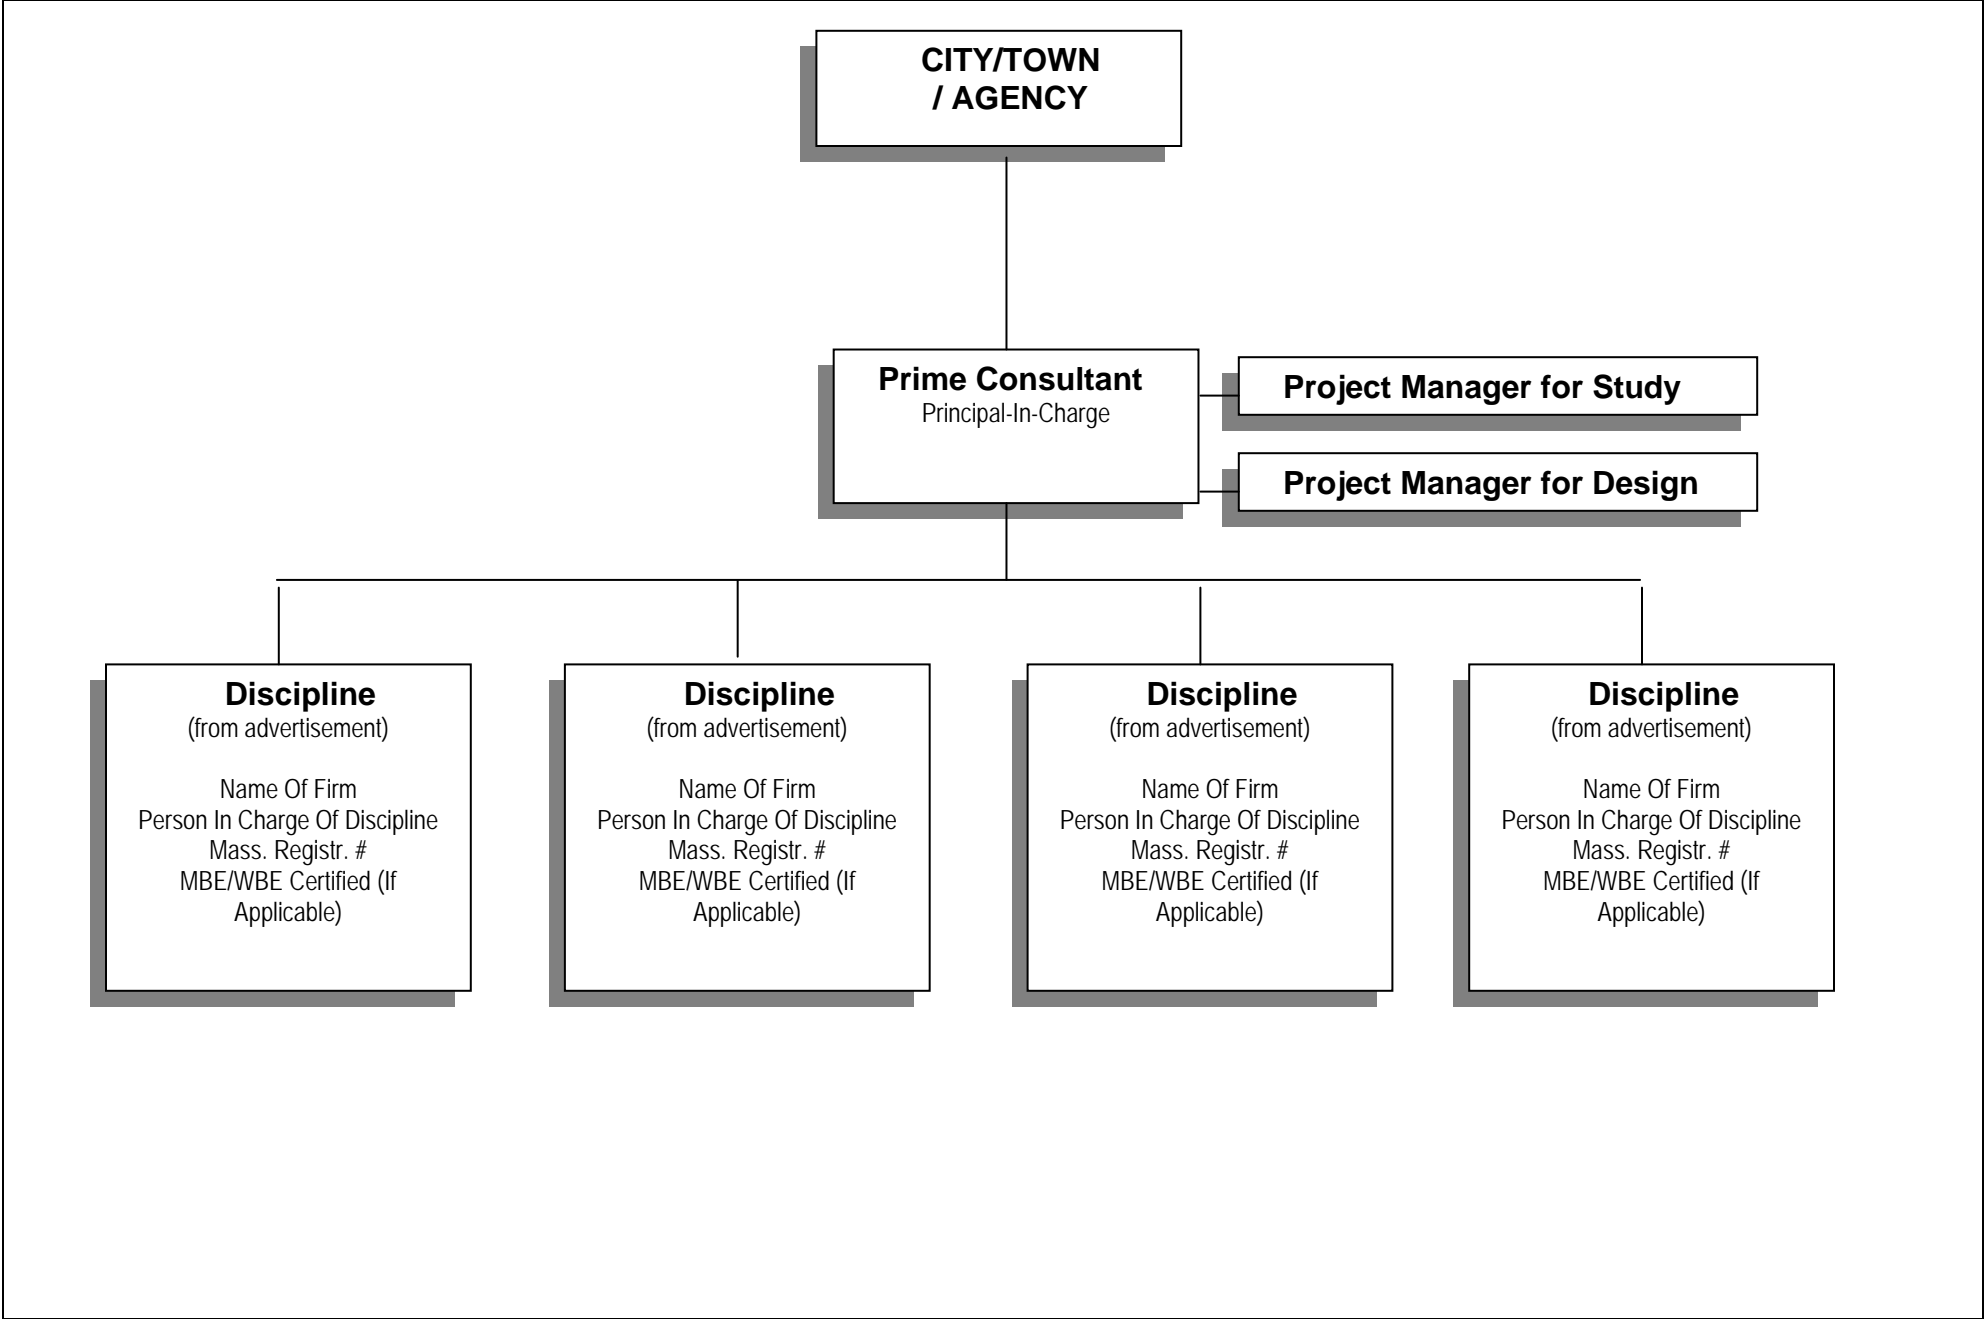 CITY/TOWN
/ AGENCY
Prime Consultant
Principal-In-Charge
Project Manager for Study
Project Manager for Design
Discipline
(from advertisement)
Name Of Firm
Person In Charge Of Discipline
Mass. Registr. #
MBE/WBE Certified (If
Applicable)
Discipline
(from advertisement)
Name Of Firm
Person In Charge Of Discipline
Mass. Registr. #
MBE/WBE Certified (If
Applicable)
Discipline
(from advertisement)
Name Of Firm
Person In Charge Of Discipline
Mass. Registr. #
MBE/WBE Certified (If
Applicable)
Discipline
(from advertisement)
Name Of Firm
Person In Charge Of Discipline
Mass. Registr. #
MBE/WBE Certified (If
Applicable)